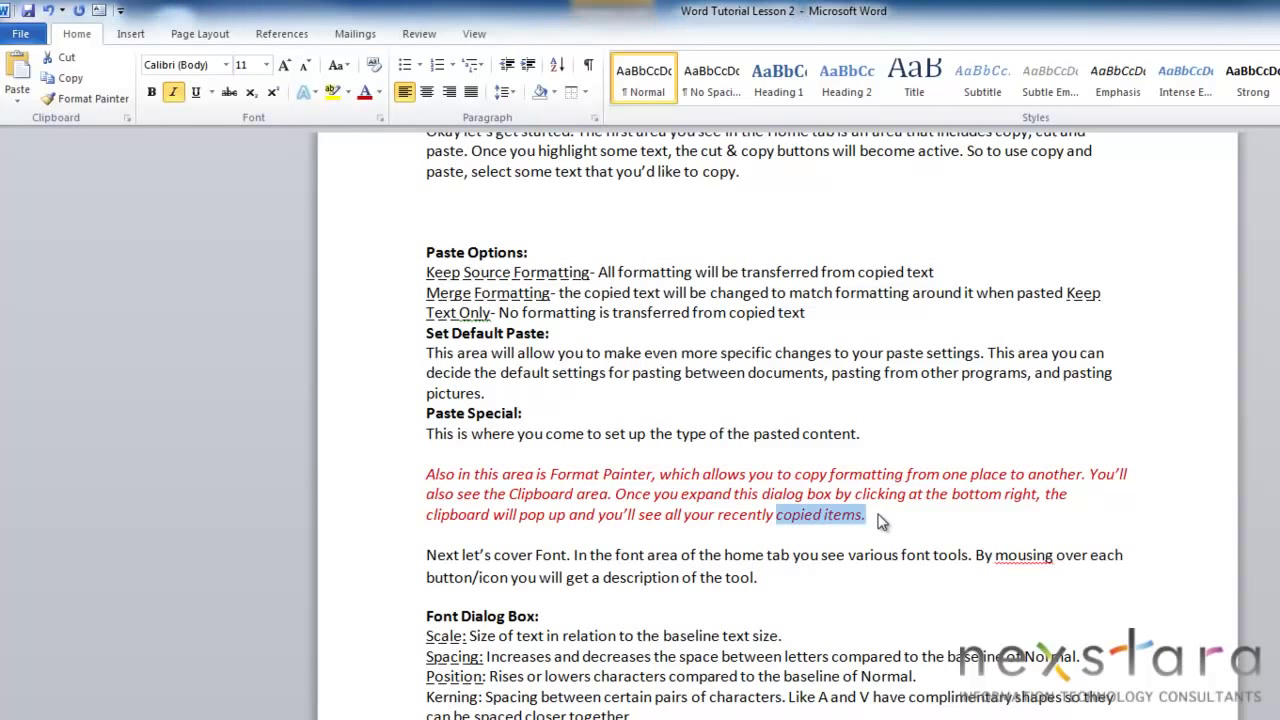 Word Tutorial Lesson 2 - Microsoft Word
File Home Insert Page Layout References Mailings Review View
Paste Cut Copy Format Painter
Calibri (Body) 11
AaBbCcDc AaBbCcDc AaBbC AaBbCc AaB AaBbCc. AaBbCcDc AaBbCcDc AaBbCcDc AaBbCcDc
¶ Normal ¶ No Spaci... Heading 1 Heading 2 Title Subtitle Subtle Em... Emphasis Intense E... Strong
Clipboard Font Paragraph Styles
Okay let's get started. The first area you see in the Home tab is an area that includes copy, cut and
paste. Once you highlight some text, the cut & copy buttons will become active. So to use copy and
paste, select some text that you'd like to copy.
Paste Options:
Keep Source Formatting- All formatting will be transferred from copied text
Merge Formatting- the copied text will be changed to match formatting around it when pasted Keep
Text Only- No formatting is transferred from copied text
Set Default Paste:
This area will allow you to make even more specific changes to your paste settings. This area you can
decide the default settings for pasting between documents, pasting from other programs, and pasting
pictures.
Paste Special:
This is where you come to set up the type of the pasted content.
Also in this area is Format Painter, which allows you to copy formatting from one place to another. You'll
also see the Clipboard area. Once you expand this dialog box by clicking at the bottom right, the
clipboard will pop up and you'll see all your recently copied items.
Next let's cover Font. In the font area of the home tab you see various font tools. By mousing over each
button/icon you will get a description of the tool.
Font Dialog Box:
Scale: Size of text in relation to the baseline text size.
Spacing: Increases and decreases the space between letters compared to the baseline of Normal.
Position: Rises or lowers characters compared to the baseline of Normal.
Kerning: Spacing between certain pairs of characters. Like A and V have complimentary shapes so they
can be spaced closer together
nexstara
INFORMATION TECHNOLOGY CONSULTANTS